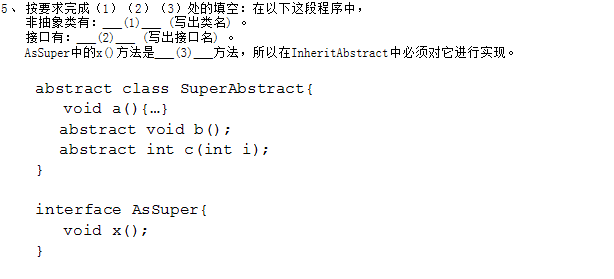 5、按要求完成（1）（2）（3）处的填空：在以下这段程序中，
非抽象类有：___(1)___ (写出类名) 。
接口有：___(2)___ (写出接口名) 。
AsSuper中的x()方法是___(3)___方法，所以在InheritAbstract中必须对它进行实现。
abstract class SuperAbstract{
void a(){…}
abstract void b();
abstract int c(int i);
}
interface AsSuper{
void x();
}